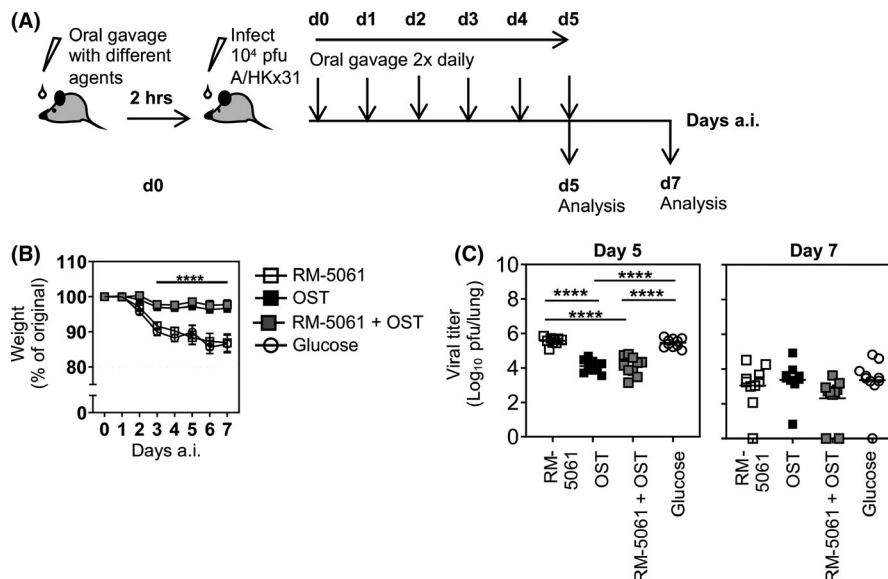 (A)
Oral gavage
with different
agents
2 hrs
d0
Infect
10⁴ pfu
A/HKx31
d0 d1 d2 d3 d4 d5
Oral gavage 2x daily
Days a.i.
d5
Analysis
d7
Analysis
(B)
Weight
(% of original)
110
100
90
80
0
****
0 1 2 3 4 5 6 7
Days a.i.
RM-5061
OST
RM-5061 + OST
Glucose
(C)
Day 5
Viral titer
(Log₁₀ pfu/lung)
10
8
6
4
2
0
****
**** ****
****
RM-
5061
OST
RM-5061 + OST
Glucose
Day 7
RM-
5061
OST
RM-5061 + OST
Glucose